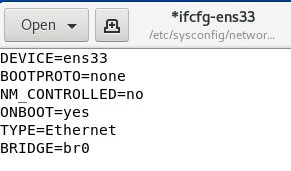 Open
*ifcfg-ens33
/etc/sysconfig/networ...
DEVICE=ens33
BOOTPROTO=none
NM_CONTROLLED=no
ONBOOT=yes
TYPE=Ethernet
BRIDGE=br0